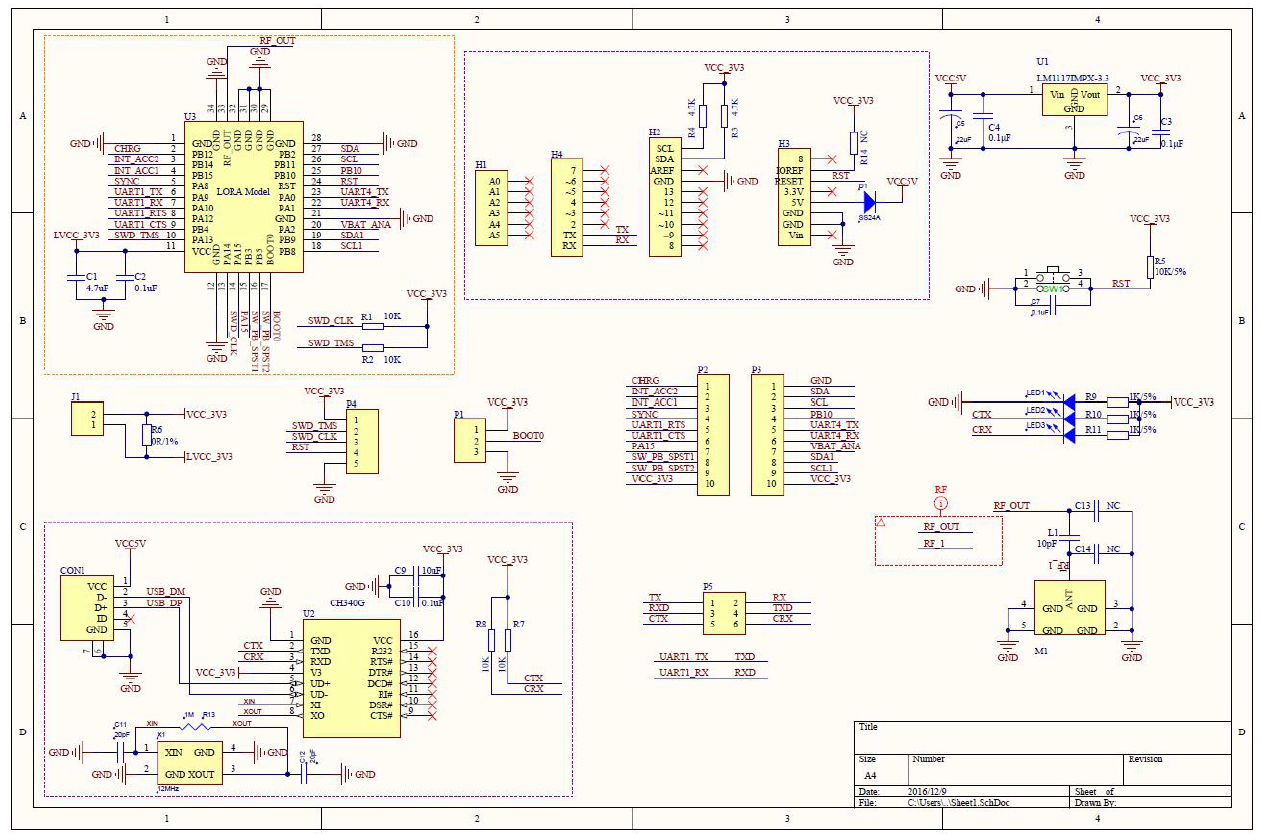 1 2 3 4
A
B
C
D
RF_OUT
GND
GND
34 33 32 31 30 29
GND RF_OUT GND GND GND GND
U3
LORA Model
GND 1 GND
CHRG 2 PB12
INT_ACC2 3 PB14
INT_ACC1 4 PB15
SYNC 5 PA8
UART1_TX 6 PA9
UART1_RX 7 PA10
UART1_RTS 8 PA12
UART1_CTS 9 PB4
SWD_TMS 10 PA13
LVCC_3V3 11 VCC
GND 28 GND
PB2 27 SDA
PB11 26 SCL
PB10 25 PB10
RST 24 RST
PA0 23 UART4_TX
PA1 22 UART4_RX
GND 21 GND
PA2 20 VBAT_ANA
PB9 19 SDA1
PB8 18 SCL1
GND PA14 PA15 PB3 PB5 BOOT0
12 13 14 15 16 17
SWD_CLK PA15 SW_PB_SPST1 SW_PB_SPST2 BOOT0
GND
C1 4.7uF
C2 0.1uF
GND
VCC_3V3
SWD_CLK R1 10K
SWD_TMS R2 10K
VCC_3V3
R4 4.7K
R3 4.7K
H1
A0
A1
A2
A3
A4
A5
H4
7
~6
~5
4
~3
2
TX TX
RX RX
H2
SCL
SDA
AREF
GND GND
13
12
~11
~10
~9
8
H3
8
IOREF
RESET RST
3.3V
5V
GND
GND
Vin
VCC_3V3
R14 NC
P1
SS24A
VCC5V
GND
U1
LM1117IMPX-3.3
VCC5V 1 Vin Vout 2 VCC_3V3
GND
GND
3
C5 22uF
C4 0.1μF
C6 22uF
C3 0.1μF
GND GND GND
VCC_3V3
R5 10K/5%
GND 1 2 SW1 3 4 RST
C7 0.1uF
J1
2 VCC_3V3
1
R6 0R/1%
LVCC_3V3
VCC_3V3
P4
1
SWD_TMS 2
SWD_CLK 3
RST 4
5
GND
VCC_3V3
P1
1
2 BOOT0
3
GND
P2
CHRG 1
INT_ACC2 2
INT_ACC1 3
SYNC 4
UART1_RTS 5
UART1_CTS 6
PA15 7
SW_PB_SPST1 8
SW_PB_SPST2 9
VCC_3V3 10
P3
1 GND
2 SDA
3 SCL
4 PB10
5 UART4_TX
6 UART4_RX
7 VBAT_ANA
8 SDA1
9 SCL1
10 VCC_3V3
GND LED1 R9 1K/5% VCC_3V3
CTX LED2 R10 1K/5%
CRX LED3 R11 1K/5%
RF
i
RF_OUT
RF_1
RF_OUT C13 NC
L1 10pF
C14 NC
RF_1
ANT
4 GND GND 3
5 GND GND 2
M1
GND GND
VCC5V
CON1
VCC 1
D- 2 USB_DM
D+ 3 USB_DP
ID 4
GND 5
7 6
GND
GND
GND C9 10nF
C10 0.1uF
VCC_3V3
CH340G
U2
1 GND VCC 16
CTX 2 TXD R232 15
CRX 3 RXD RTS# 14
VCC_3V3 4 V3 DTR# 13
5 UD+ DCD# 12
6 UD- RI# 11
XIN 7 XI DSR# 10
XOUT 8 XO CTS# 9
VCC_3V3
R8 10K
R7 10K
CTX
CRX
C11 20pF
XIN 1M R13 XOUT
X1
GND 1 XIN GND 4 GND
GND 2 GND XOUT 3
12MHz
C12 20pF
GND
P5
TX 1 2 RX
RXD 3 4 TXD
CTX 5 6 CRX
UART1_TX TXD
UART1_RX RXD
Title
Size Number Revision
A4
Date: 2016/12/9 Sheet of
File: C:\Users\..\Sheet1.SchDoc Drawn By:
A
B
C
D
1 2 3 4